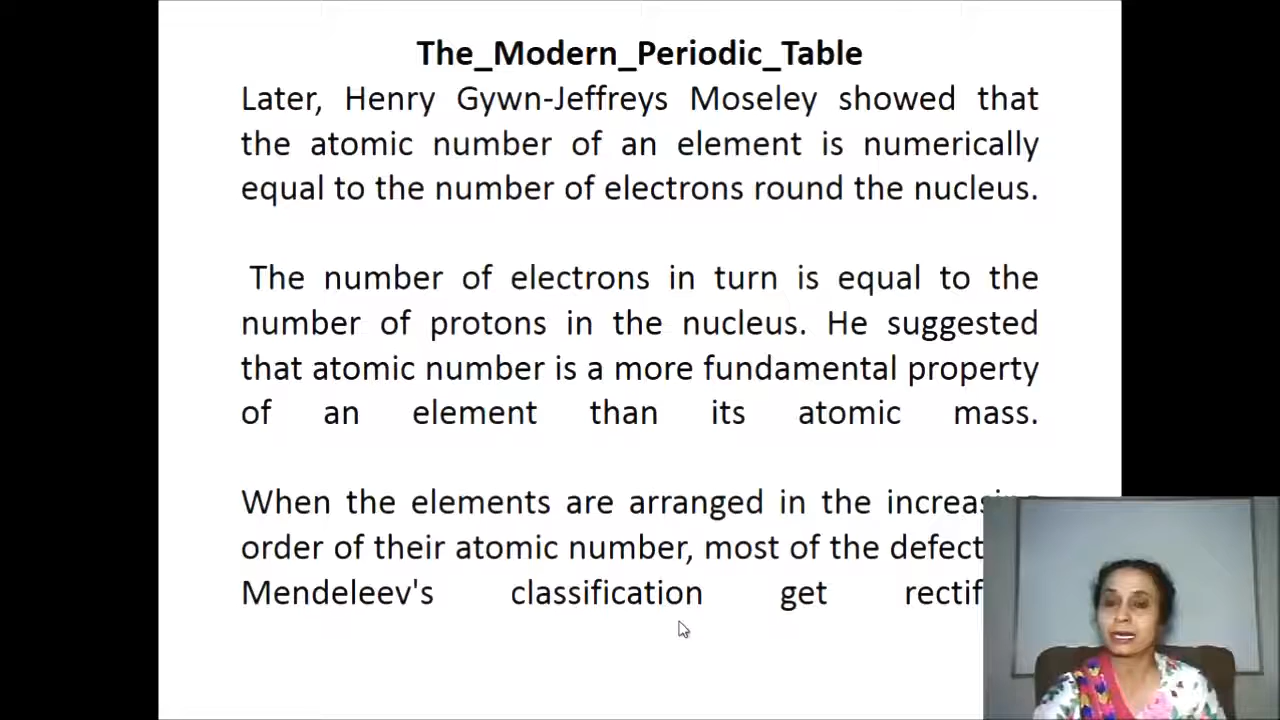 The_Modern_Periodic_Table
Later, Henry Gywn-Jeffreys Moseley showed that
the atomic number of an element is numerically
equal to the number of electrons round the nucleus.
The number of electrons in turn is equal to the
number of protons in the nucleus. He suggested
that atomic number is a more fundamental property
of an element than its atomic mass.
When the elements are arranged in the
order of their atomic number, most of the
Mendeleev's classification get